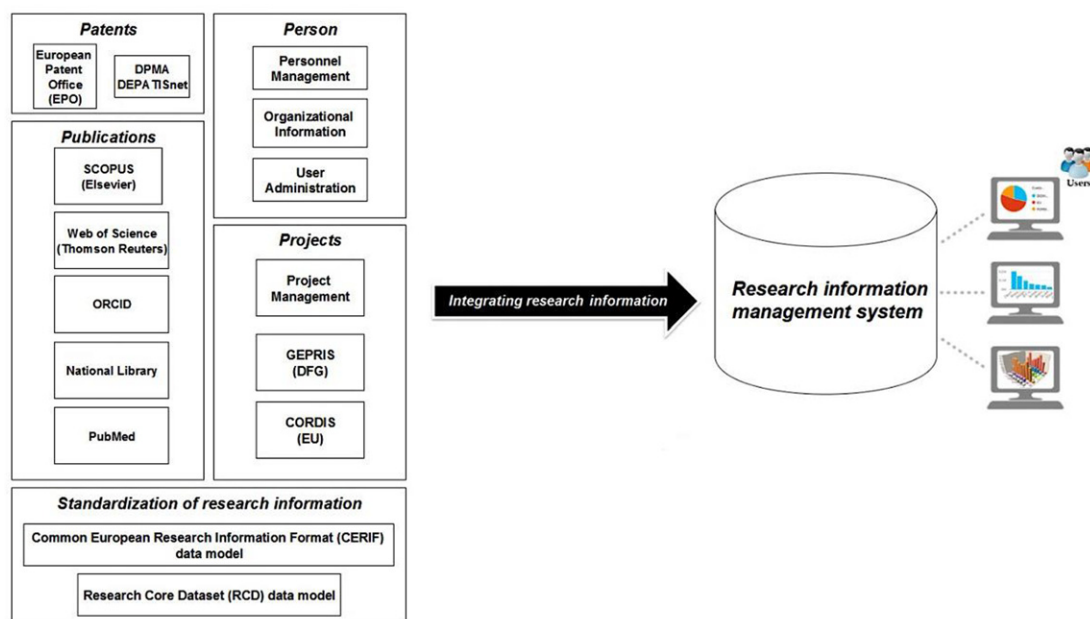 Patents
European
Patent
Office
(EPO)
DPMA
DEPATISnet
Publications
SCOPUS
(Elsevier)
Web of Science
(Thomson Reuters)
ORCID
National Library
PubMed
Person
Personnel
Management
Organizational
Information
User
Administration
Projects
Project
Management
GEPRIS
(DFG)
CORDIS
(EU)
Standardization of research information
Common European Research Information Format (CERIF)
data model
Research Core Dataset (RCD) data model
Integrating research information
Research information
management system
Users